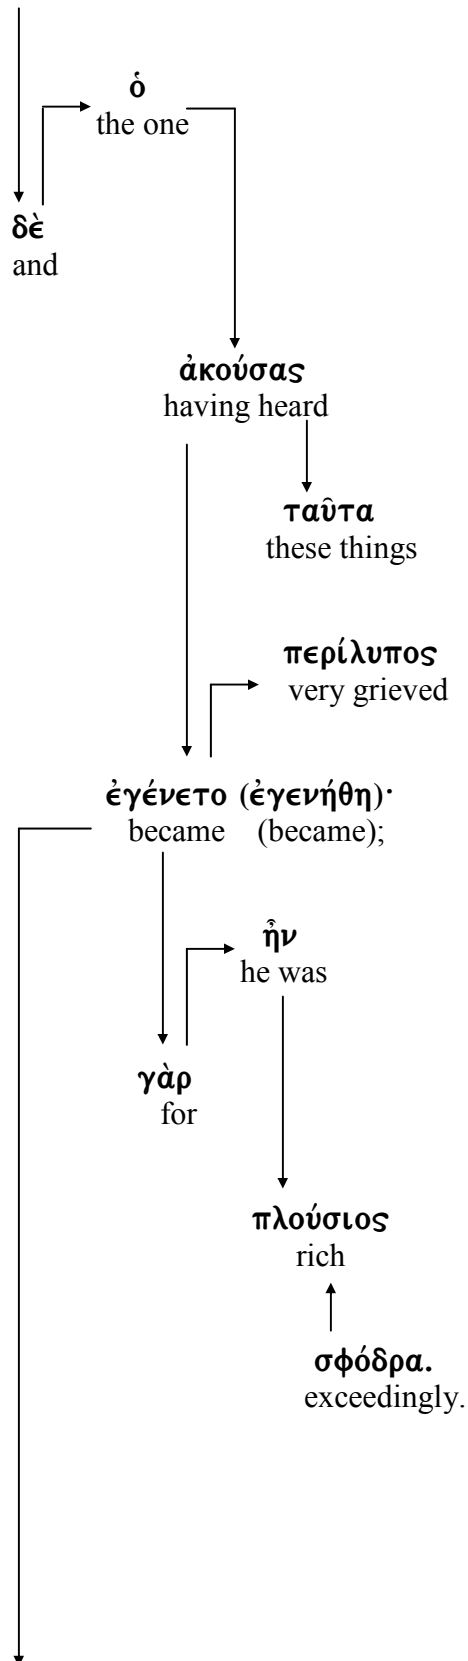 ὁ
the one
δὲ
and
ἀκούσας
having heard
ταῦτα
these things
περίλυπος
very grieved
ἐγένετο (ἐγενήθη)·
became (became);
ἦν
he was
γὰρ
for
πλούσιος
rich
σφόδρα.
exceedingly.